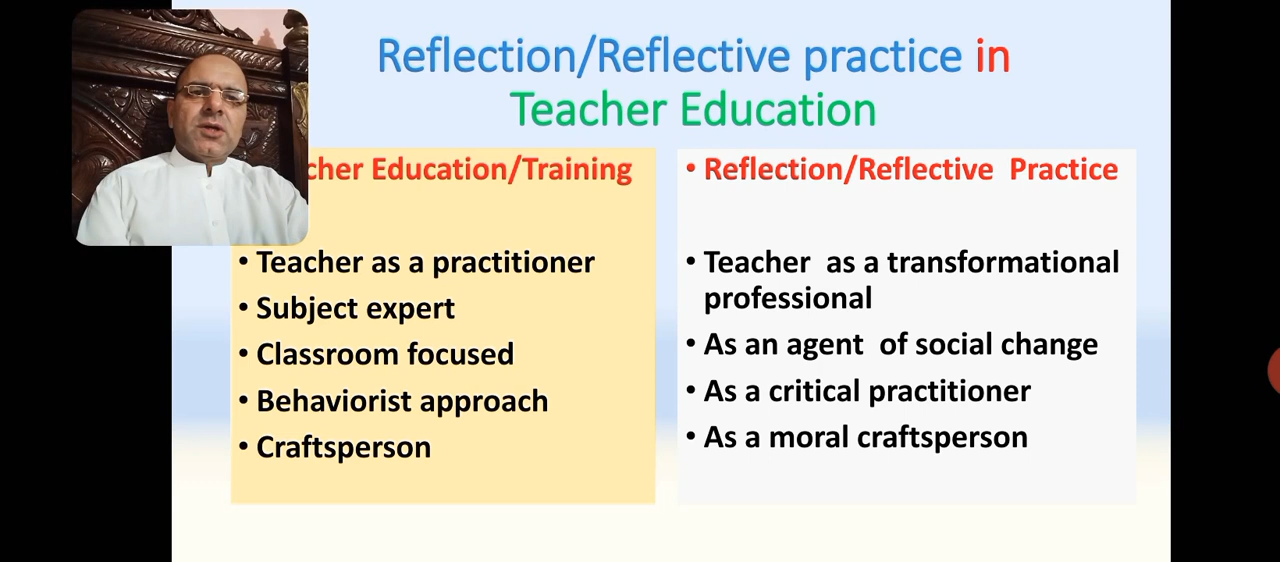 Reflection/Reflective practice in
Teacher Education
cher Education/Training
• Teacher as a practitioner
• Subject expert
• Classroom focused
• Behaviorist approach
• Craftsperson
• Reflection/Reflective Practice
• Teacher as a transformational
professional
• As an agent of social change
• As a critical practitioner
• As a moral craftsperson